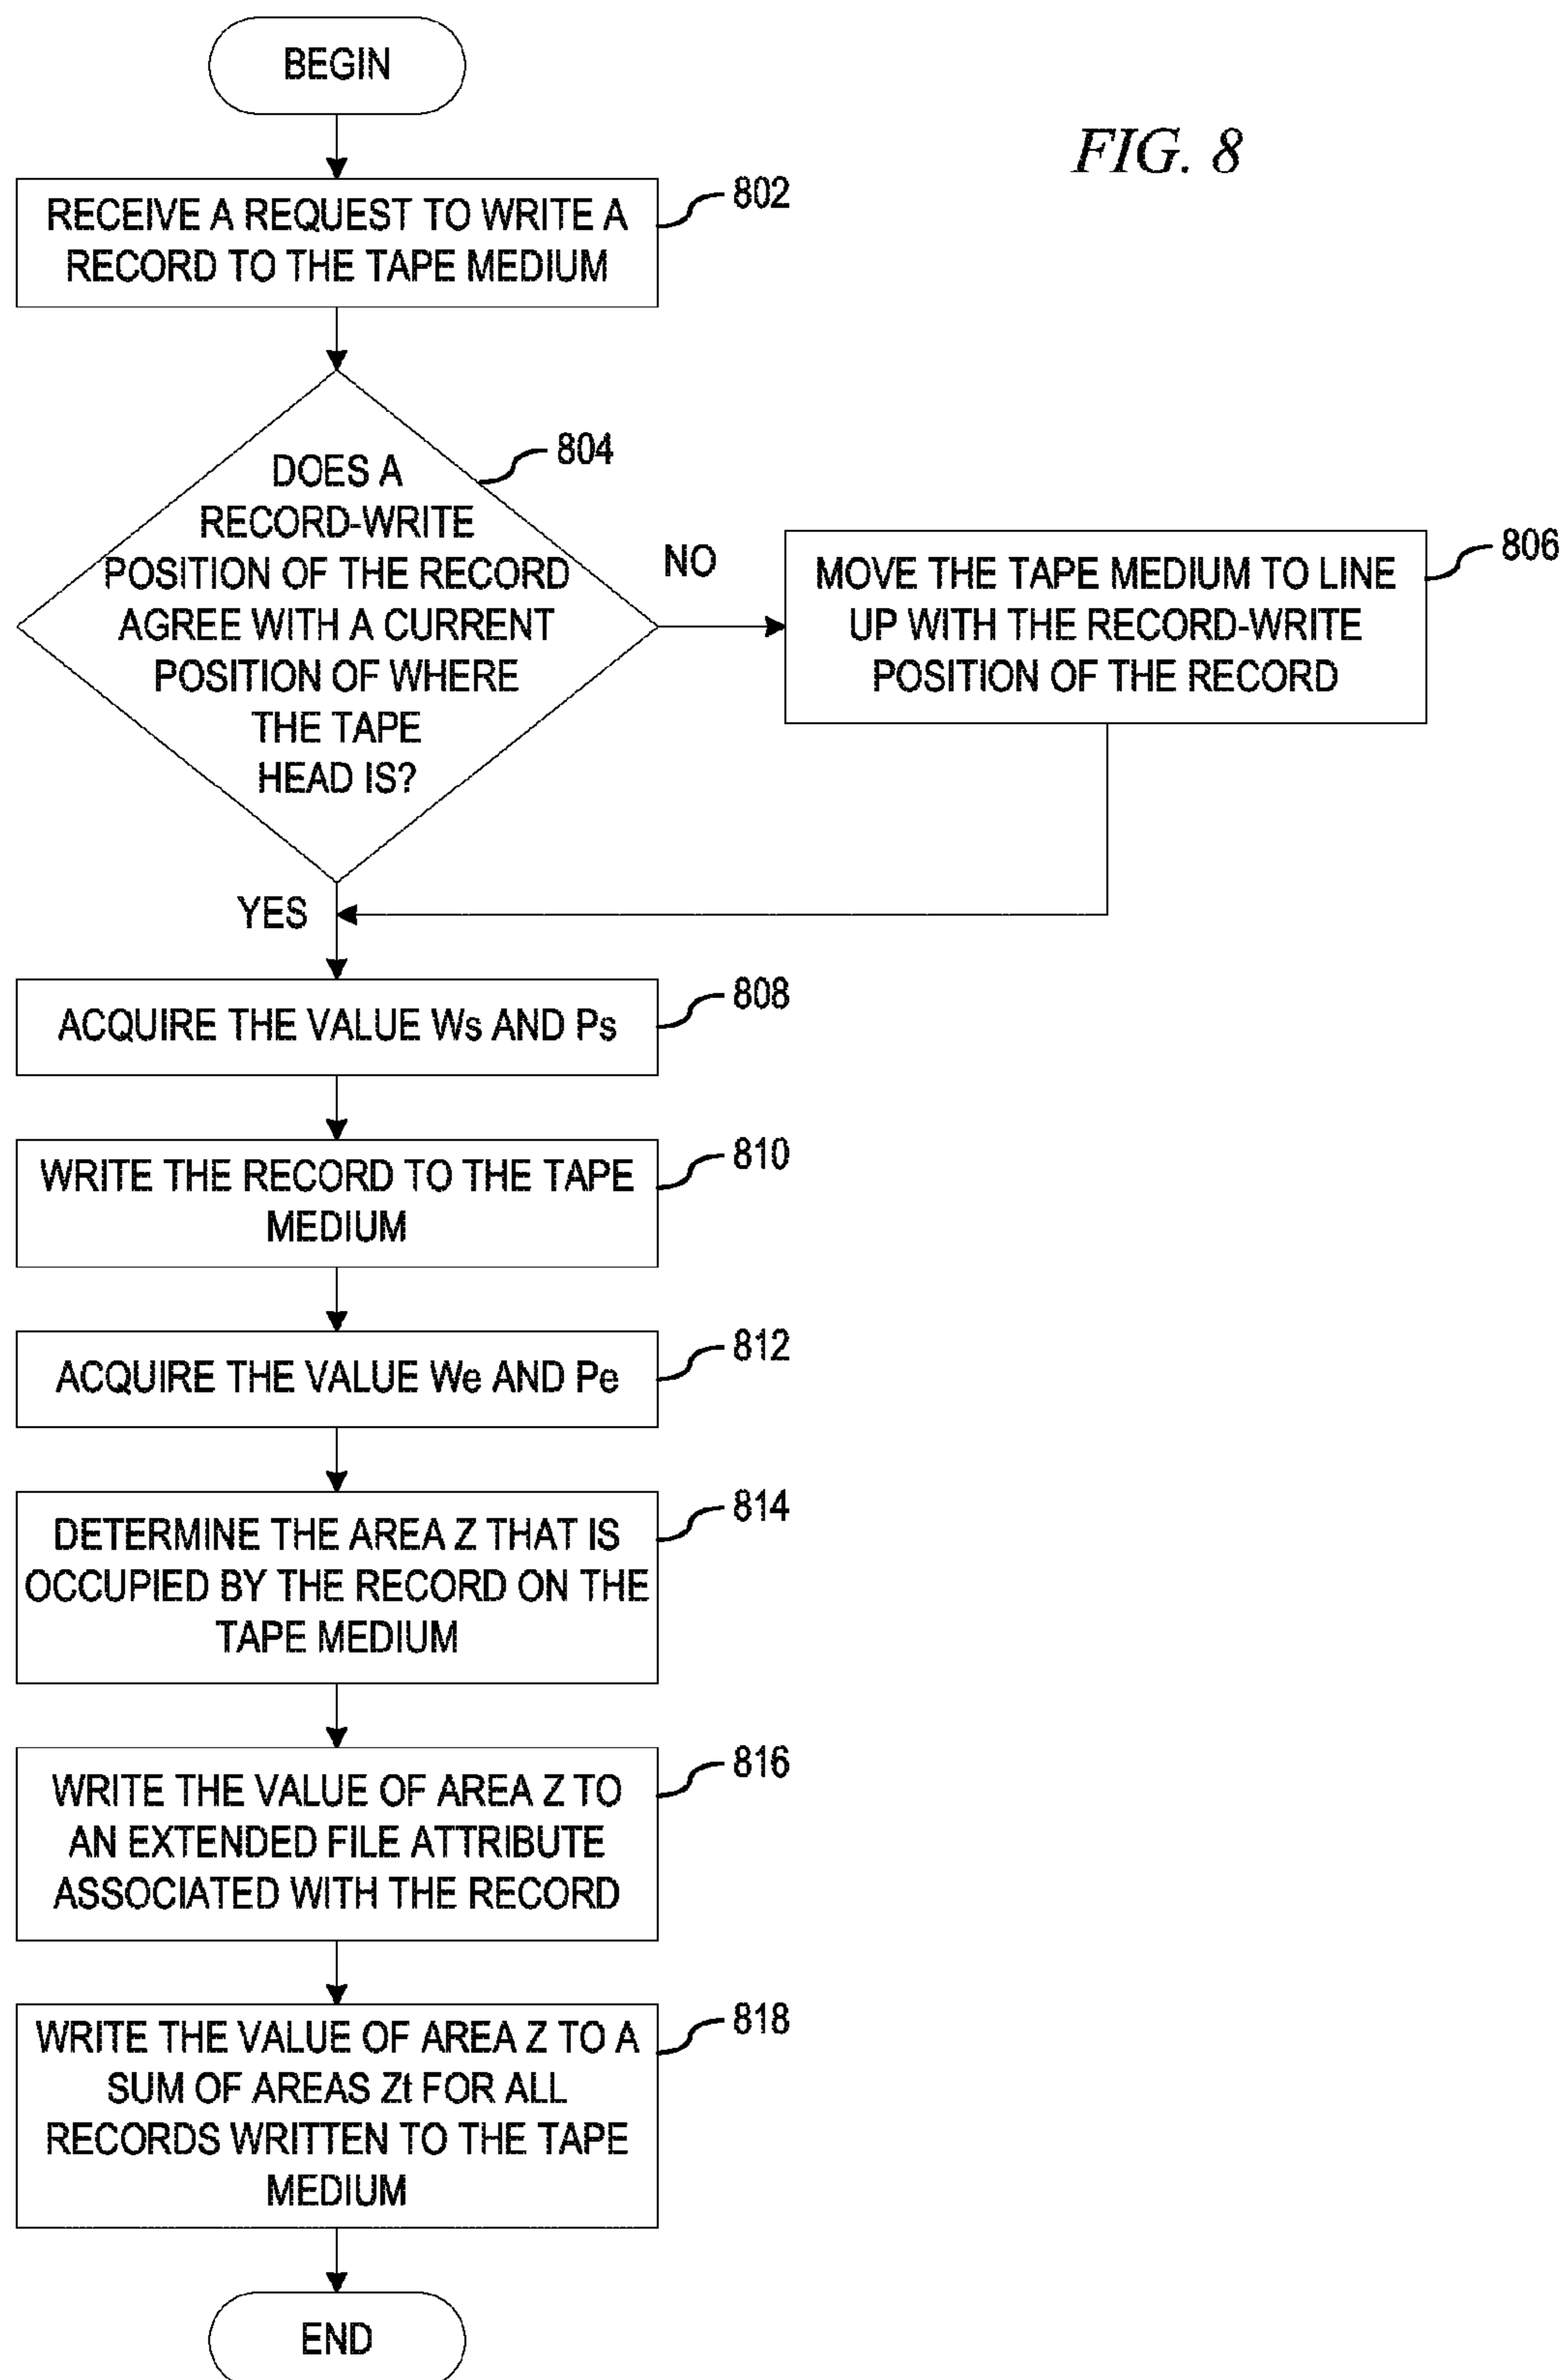 BEGIN
FIG. 8
RECEIVE A REQUEST TO WRITE A
RECORD TO THE TAPE MEDIUM
802
DOES A
RECORD-WRITE
POSITION OF THE RECORD
AGREE WITH A CURRENT
POSITION OF WHERE
THE TAPE
HEAD IS?
804
NO
MOVE THE TAPE MEDIUM TO LINE
UP WITH THE RECORD-WRITE
POSITION OF THE RECORD
806
YES
ACQUIRE THE VALUE Ws AND Ps
808
WRITE THE RECORD TO THE TAPE
MEDIUM
810
ACQUIRE THE VALUE We AND Pe
812
DETERMINE THE AREA Z THAT IS
OCCUPIED BY THE RECORD ON THE
TAPE MEDIUM
814
WRITE THE VALUE OF AREA Z TO
AN EXTENDED FILE ATTRIBUTE
ASSOCIATED WITH THE RECORD
816
WRITE THE VALUE OF AREA Z TO A
SUM OF AREAS Zt FOR ALL
RECORDS WRITTEN TO THE TAPE
MEDIUM
818
END